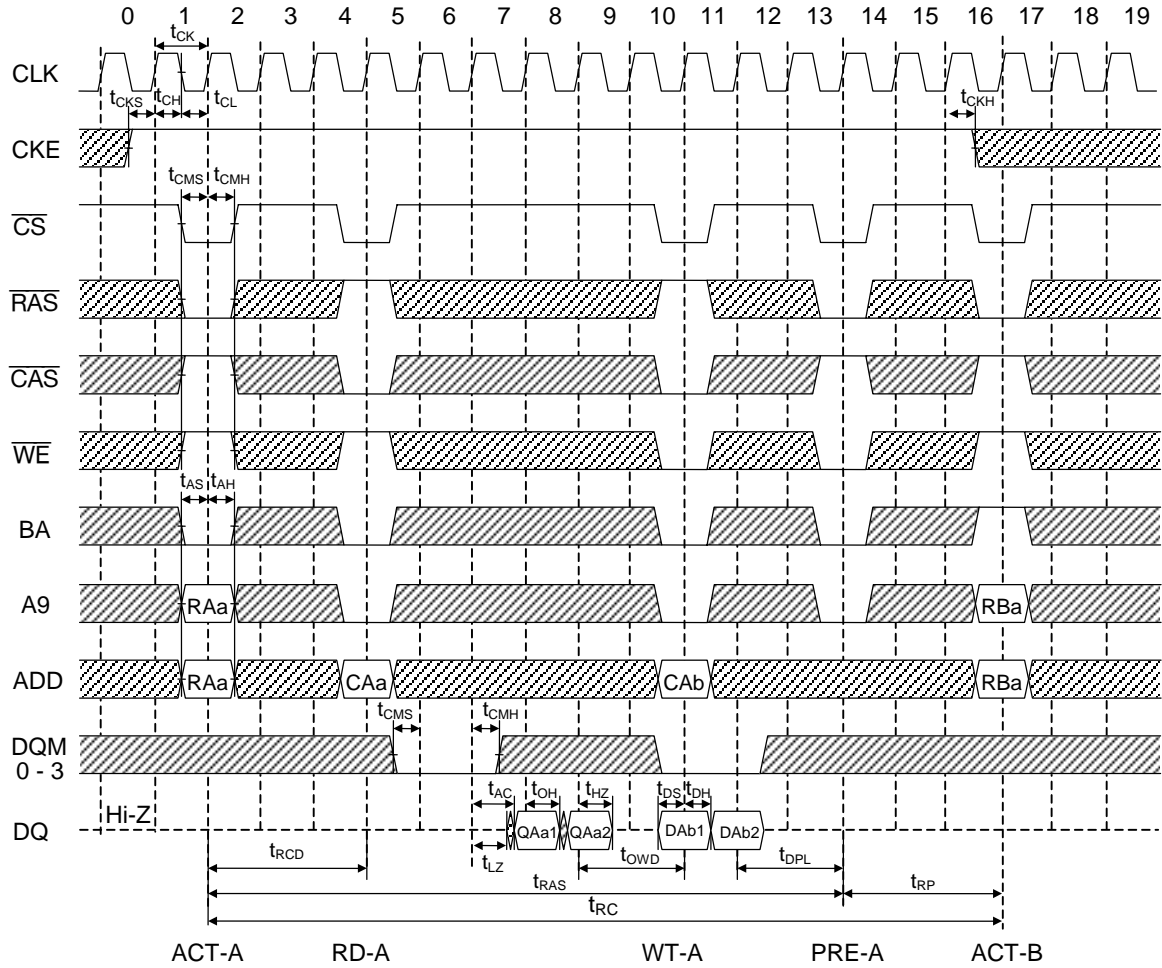 0 1 2 3 4 5 6 7 8 9 10 11 12 13 14 15 16 17 18 19
tCK
CLK
tCKS tCH tCL tCKH
CKE
tCMS tCMH
CS
RAS
CAS
WE
tAS tAH
BA
A9 RAa RBa
ADD RAa CAa CAb RBa
tCMS tCMH
DQM
0 - 3
tAC tOH tHZ tDS tDH
Hi-Z
DQ QAa1 QAa2 DAb1 DAb2
tRCD tLZ tOWD tDPL
tRAS tRP
tRC
ACT-A RD-A WT-A PRE-A ACT-B